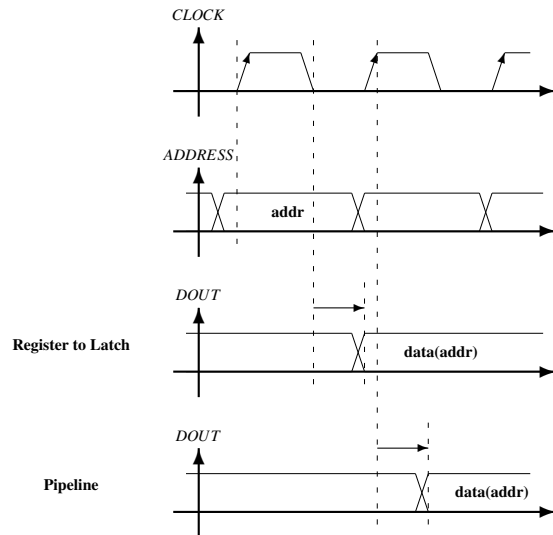 CLOCK
ADDRESS
addr
DOUT
Register to Latch
data(addr)
DOUT
Pipeline
data(addr)